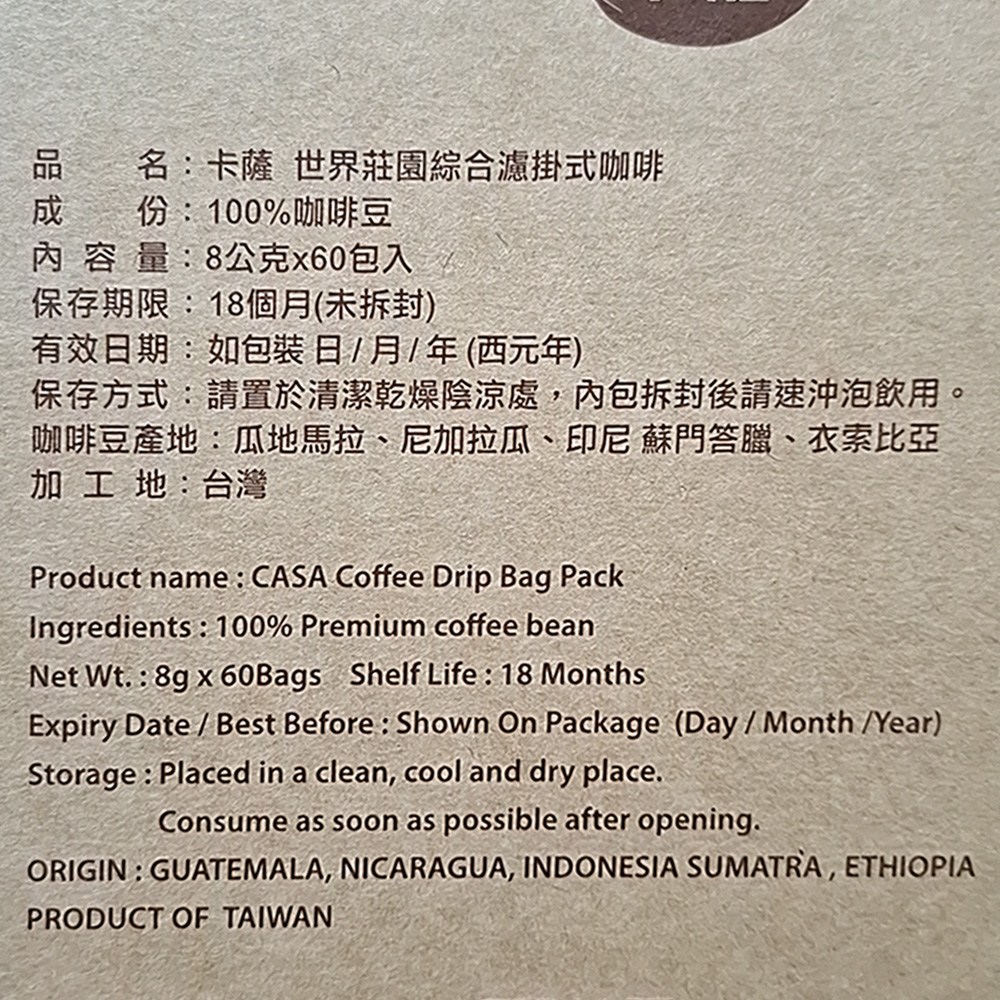 品名：卡薩 世界莊園綜合濾掛式咖啡
成份：100%咖啡豆
內容量：8公克x60包入
保存期限：18個月(未拆封)
有效日期：如包裝 日/月/年 (西元年)
保存方式：請置於清潔乾燥陰涼處，內包拆封後請速沖泡飲用。
咖啡豆產地：瓜地馬拉、尼加拉瓜、印尼 蘇門答臘、衣索比亞
加工地：台灣
Product name : CASA Coffee Drip Bag Pack
Ingredients : 100% Premium coffee bean
Net Wt. : 8g x 60Bags Shelf Life : 18 Months
Expiry Date / Best Before : Shown On Package (Day / Month /Year)
Storage : Placed in a clean, cool and dry place.
Consume as soon as possible after opening.
ORIGIN : GUATEMALA, NICARAGUA, INDONESIA SUMATRA , ETHIOPIA
PRODUCT OF TAIWAN